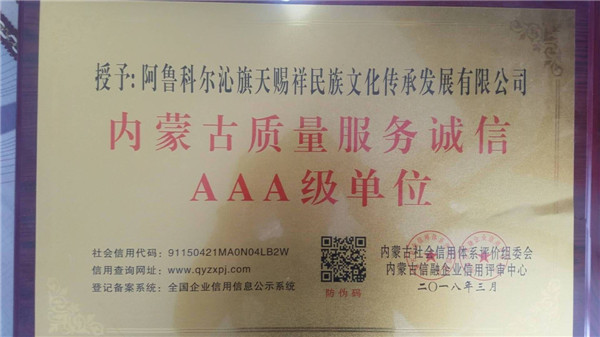 授予:阿鲁科尔沁旗天赐祥民族文化传承发展有限公司
内蒙古质量服务诚信
AAA级单位
社会信用代码：91150421MA0N04LB2W
信用查询网址：www.qyzxpj.com
登记备案系统：全国企业信用信息公示系统
防伪码
内蒙古社会信用体系评价组委会
内蒙古信融企业信用评审中心
二〇一八年三月